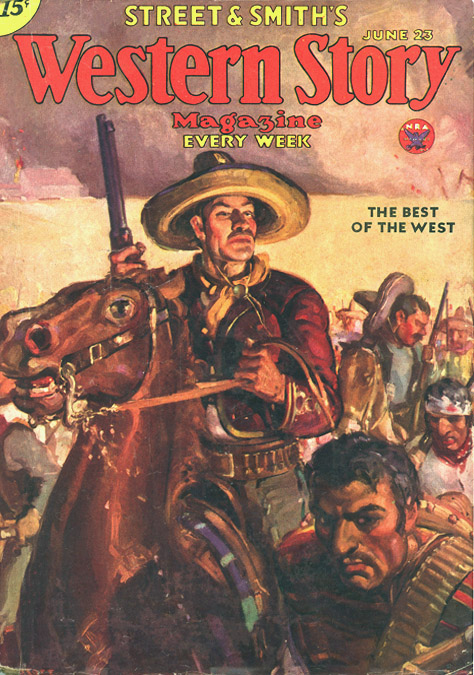 15¢
STREET & SMITH'S
JUNE 23
Western Story
Magazine
EVERY WEEK
NRA
THE BEST
OF THE WEST